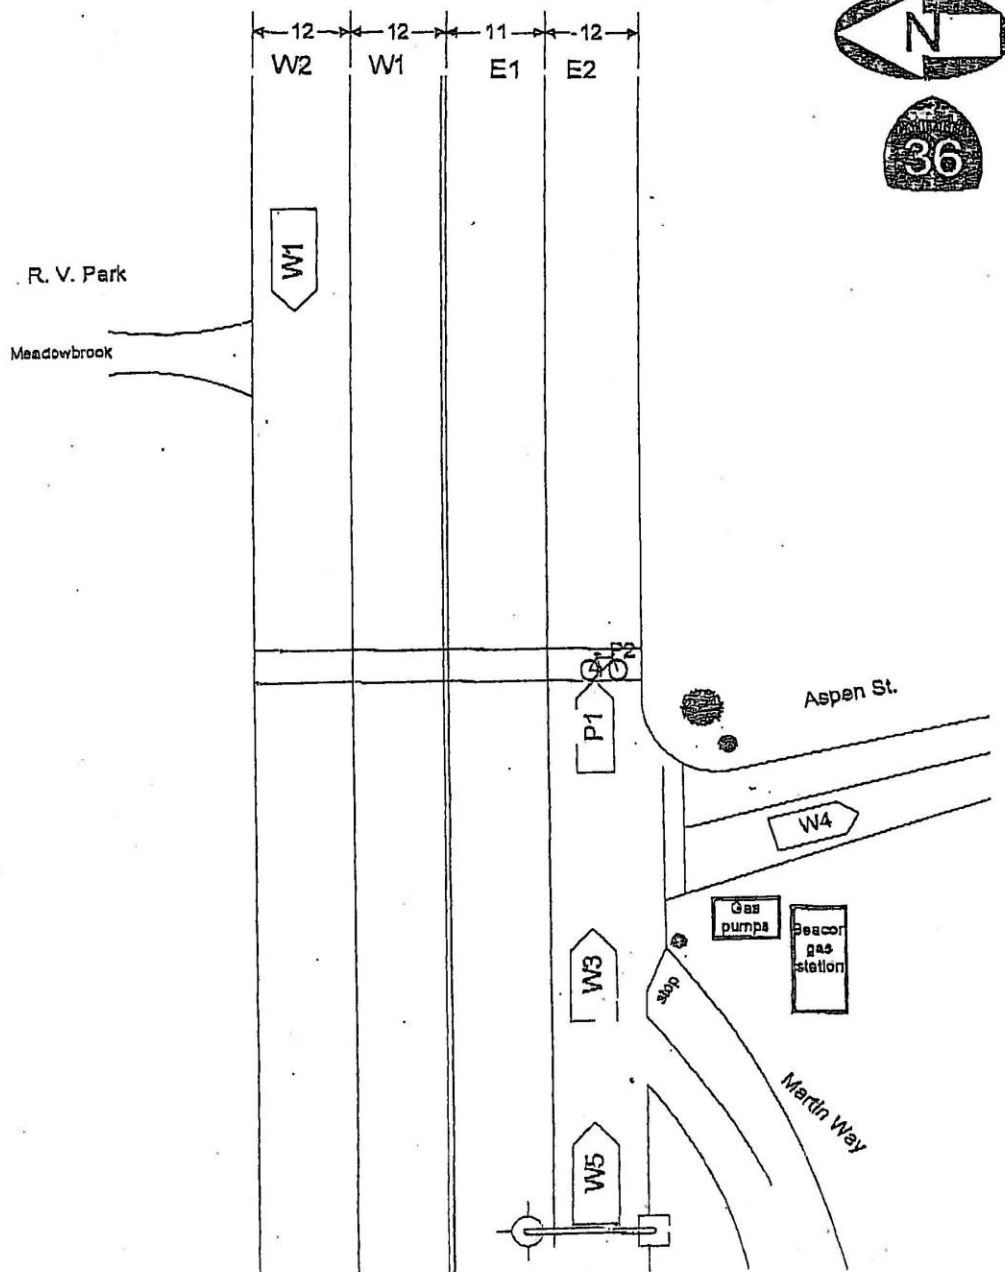 12 12 11 12
W2 W1 E1 E2
N
36
W1
R. V. Park
Meadowbrook
P2
P1
Aspen St.
W4
Gas
pumps
Beacon
gas
station
W3
stop
Martin Way
W5